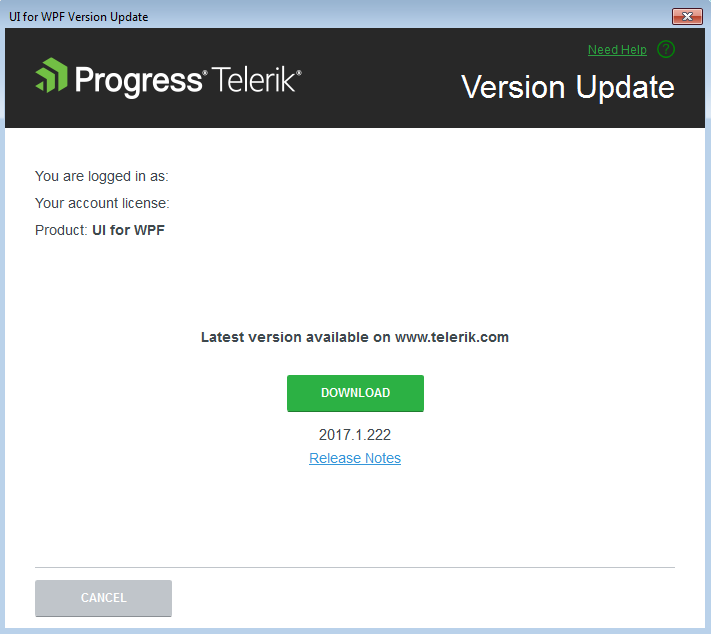 UI for WPF Version Update
Need Help ?
Progress® Telerik®
Version Update
You are logged in as:
Your account license:
Product: UI for WPF
Latest version available on www.telerik.com
DOWNLOAD
2017.1.222
Release Notes
CANCEL